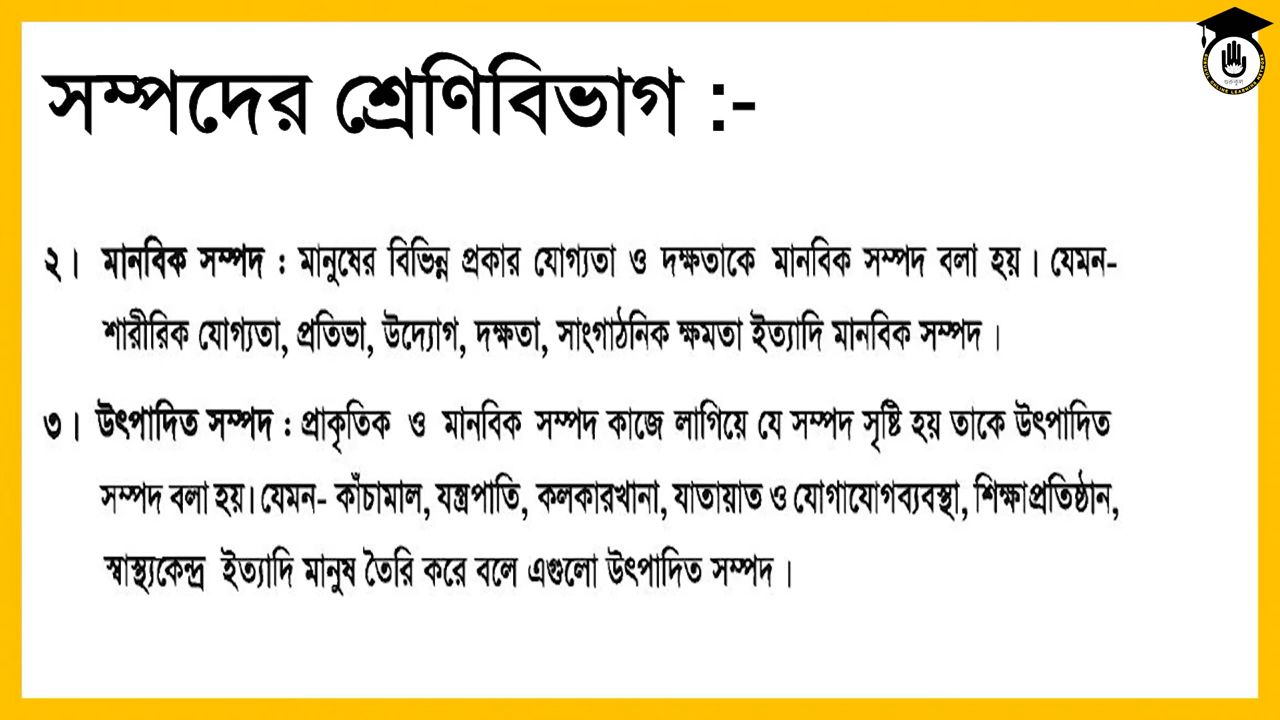 সম্পদের শ্রেণিবিভাগ :-
২। মানবিক সম্পদ : মানুষের বিভিন্ন প্রকার যোগ্যতা ও দক্ষতাকে মানবিক সম্পদ বলা হয়। যেমন-
শারীরিক যোগ্যতা, প্রতিভা, উদ্যোগ, দক্ষতা, সাংগাঠনিক ক্ষমতা ইত্যাদি মানবিক সম্পদ।
৩। উৎপাদিত সম্পদ : প্রাকৃতিক ও মানবিক সম্পদ কাজে লাগিয়ে যে সম্পদ সৃষ্টি হয় তাকে উৎপাদিত
সম্পদ বলা হয়। যেমন- কাঁচামাল, যন্ত্রপাতি, কলকারখানা, যাতায়াত ও যোগাযোগব্যবস্থা, শিক্ষাপ্রতিষ্ঠান,
স্বাস্থ্যকেন্দ্র ইত্যাদি মানুষ তৈরি করে বলে এগুলো উৎপাদিত সম্পদ।